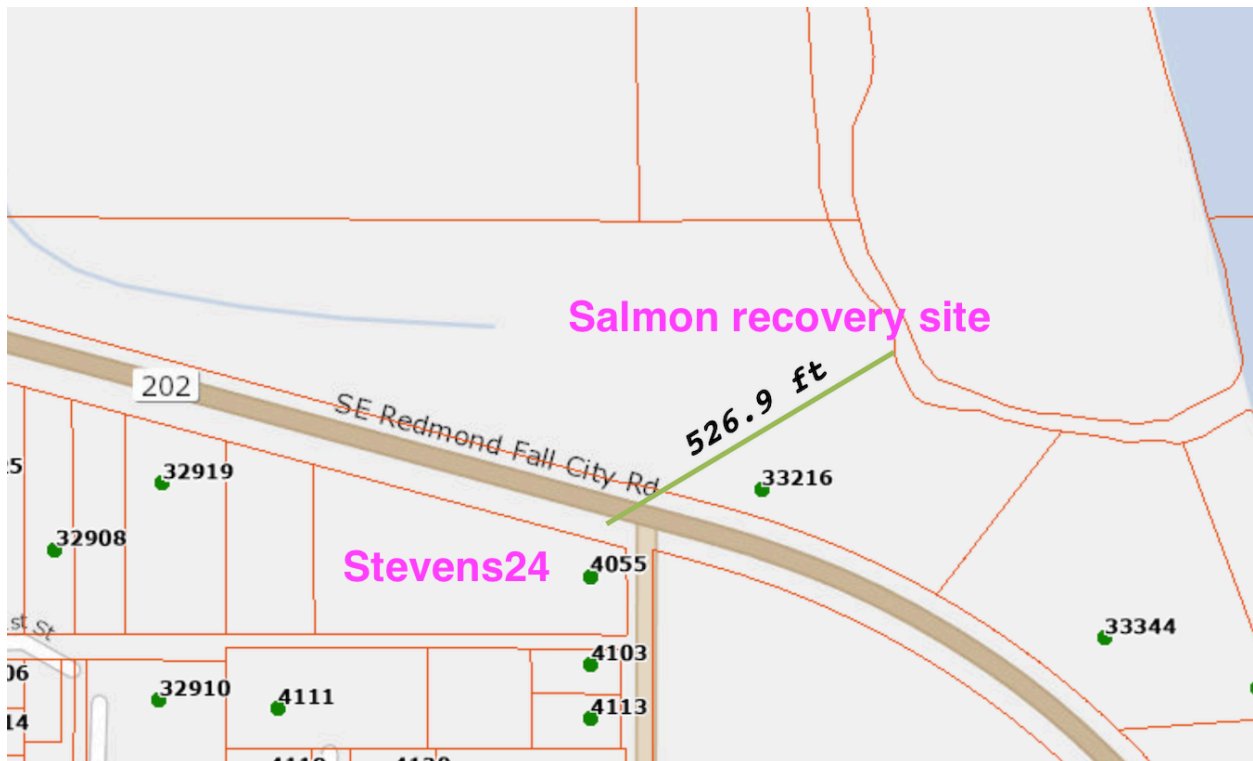 Salmon recovery site
526.9 ft
202
SE Redmond Fall City Rd
33216
32919
32908
Stevens24
4055
33344
4103
32910
4111
4113